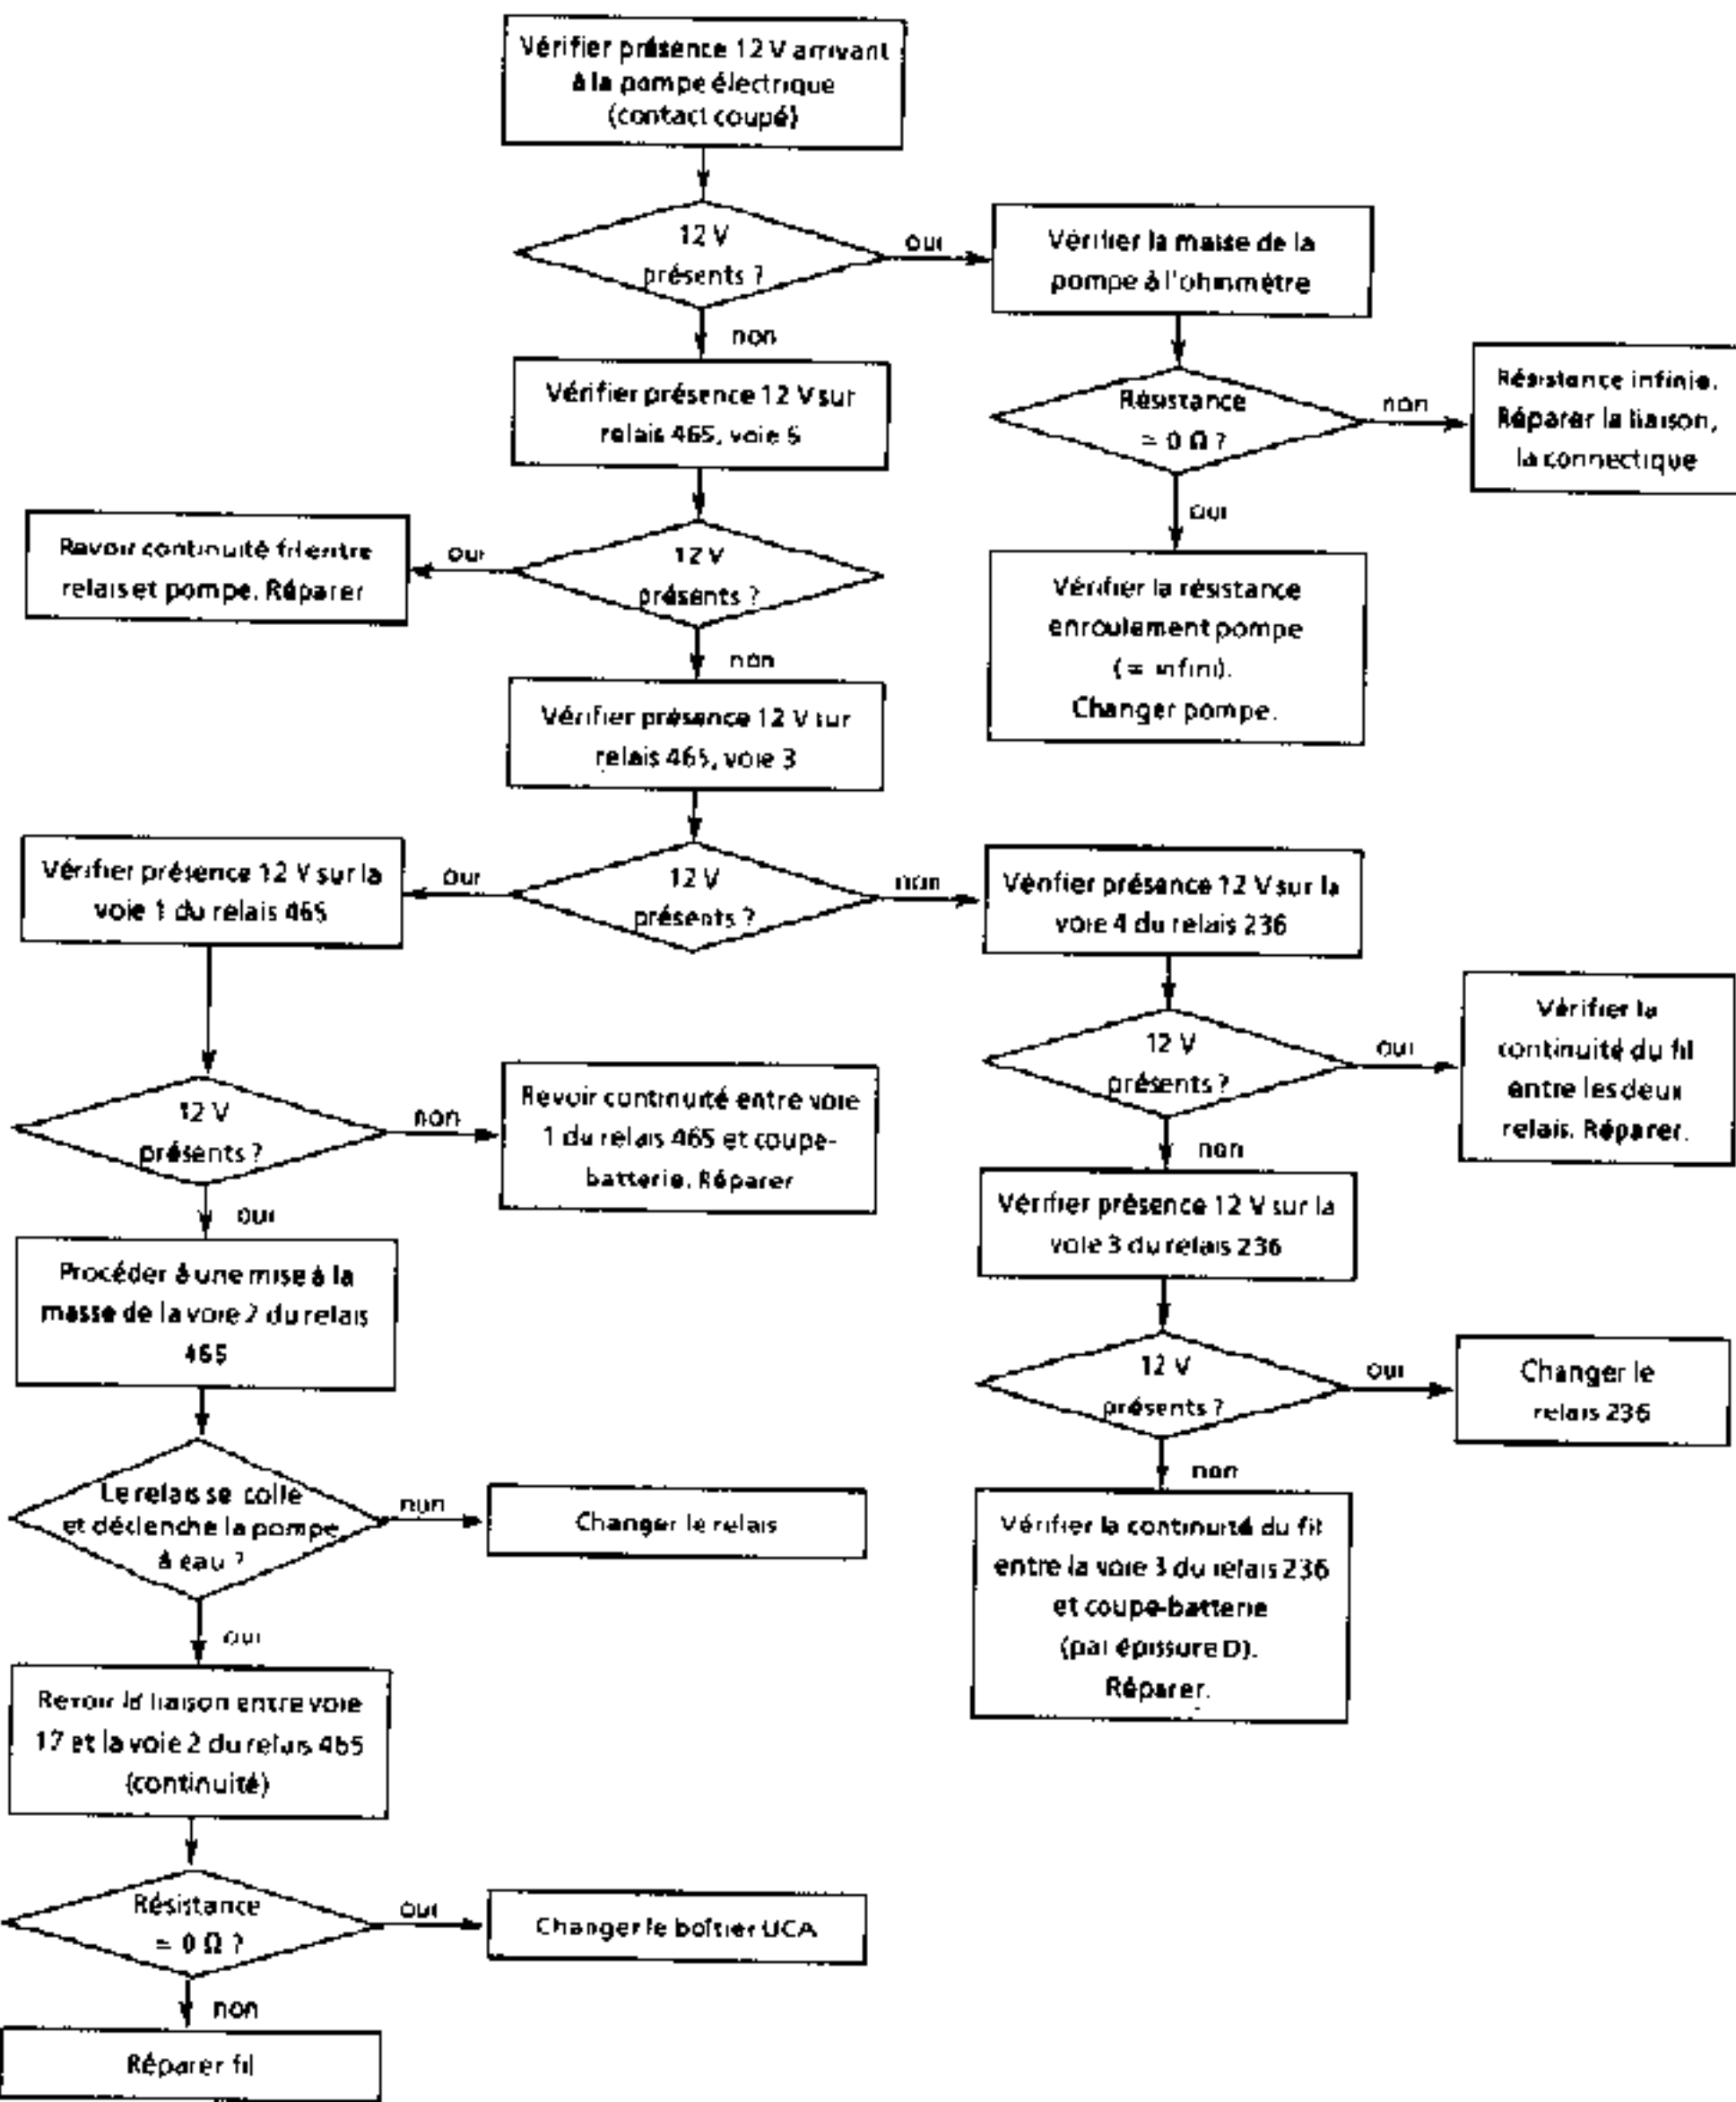 Vérifier présence 12 V arrivant
à la pompe électrique
(contact coupé)
12 V
présents ?
oui
Vérifier la masse de la
pompe à l'ohmmètre
non
Vérifier présence 12 V sur
relais 465, voie 5
Résistance
= 0 Ω ?
non
Résistance infinie.
Réparer la liaison,
la connectique
oui
Vérifier la résistance
enroulement pompe
(= infini).
Changer pompe.
12 V
présents ?
oui
Revoir continuité fil entre
relais et pompe. Réparer
non
Vérifier présence 12 V sur
relais 465, voie 3
12 V
présents ?
oui
Vérifier présence 12 V sur la
voie 1 du relais 465
non
Vérifier présence 12 V sur la
voie 4 du relais 236
12 V
présents ?
oui
Vérifier la
continuité du fil
entre les deux
relais. Réparer.
non
Vérifier présence 12 V sur la
voie 3 du relais 236
12 V
présents ?
oui
Changer le
relais 236
non
Vérifier la continuité du fil
entre la voie 3 du relais 236
et coupe-batterie
(par épissure D).
Réparer.
12 V
présents ?
non
Revoir continuité entre voie
1 du relais 465 et coupe-
batterie. Réparer
oui
Procéder à une mise à la
masse de la voie 2 du relais
465
Le relais se colle
et déclenche la pompe
à eau ?
non
Changer le relais
oui
Revoir la liaison entre voie
17 et la voie 2 du relais 465
(continuité)
Résistance
= 0 Ω ?
oui
Changer le boîtier UCA
non
Réparer fil